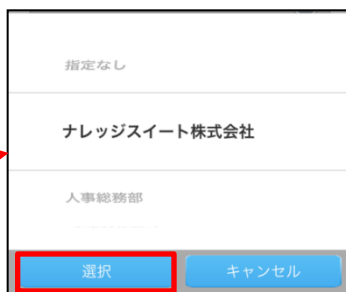 指定なし
ナレッジスイート株式会社
人事総務部
選択
キャンセル